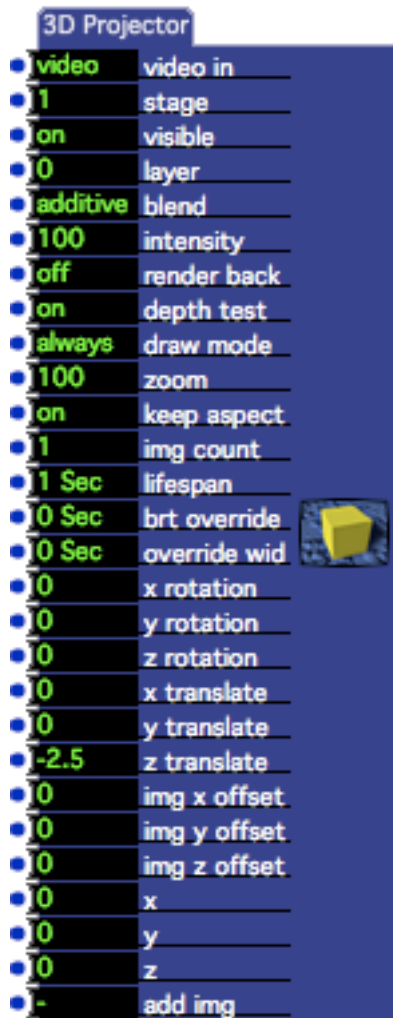 3D Projector
video video in
1 stage
on visible
0 layer
additive blend
100 intensity
off render back
on depth test
always draw mode
100 zoom
on keep aspect
1 img count
1 Sec lifespan
0 Sec brt override
0 Sec override wid
0 x rotation
0 y rotation
0 z rotation
0 x translate
0 y translate
-2.5 z translate
0 img x offset
0 img y offset
0 img z offset
0 x
0 y
0 z
- add img